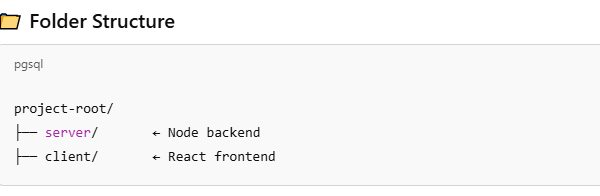 📁 Folder Structure
pgsql
project-root/
├── server/       ← Node backend
├── client/       ← React frontend